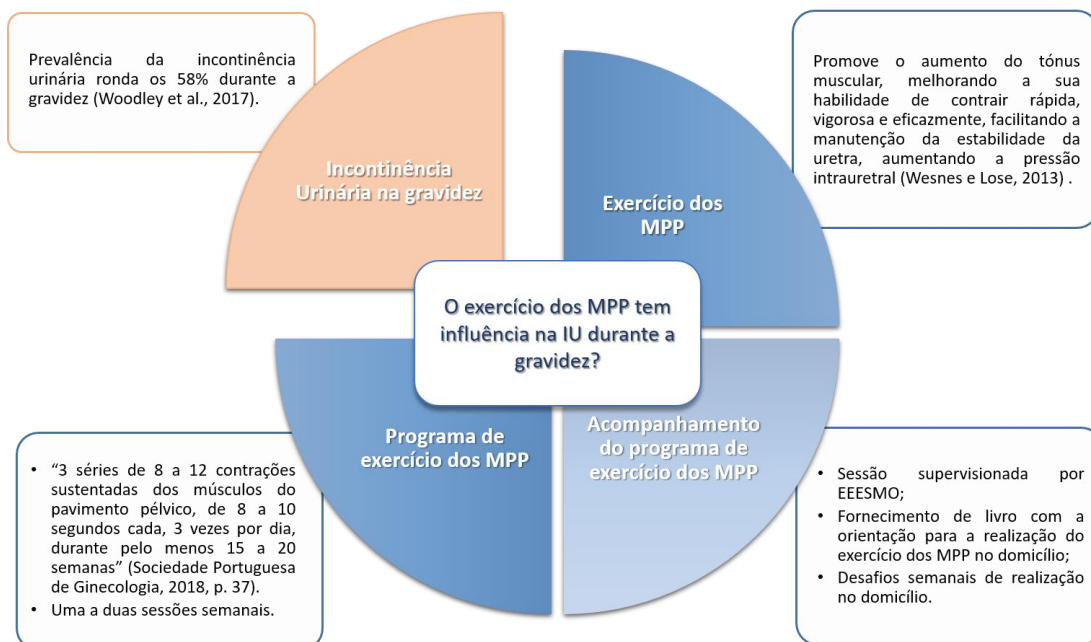 Prevalência da incontinência
urinária ronda os 58% durante a
gravidez (Woodley et al., 2017).
Incontinência
Urinária na gravidez
Promove o aumento do tónus
muscular, melhorando a sua
habilidade de contrair rápida,
vigorosa e eficazmente, facilitando a
manutenção da estabilidade da
uretra, aumentando a pressão
intrauretral (Wesnes e Lose, 2013) .
Exercício dos
MPP
O exercício dos MPP tem
influência na IU durante a
gravidez?
Programa de
exercício dos MPP
• “3 séries de 8 a 12 contrações
sustentadas dos músculos do
pavimento pélvico, de 8 a 10
segundos cada, 3 vezes por dia,
durante pelo menos 15 a 20
semanas” (Sociedade Portuguesa
de Ginecologia, 2018, p. 37).
• Uma a duas sessões semanais.
Acompanhamento
do programa de
exercício dos MPP
• Sessão supervisionada por
EEESMO;
• Fornecimento de livro com a
orientação para a realização do
exercício dos MPP no domicílio;
• Desafios semanais de realização
no domicílio.